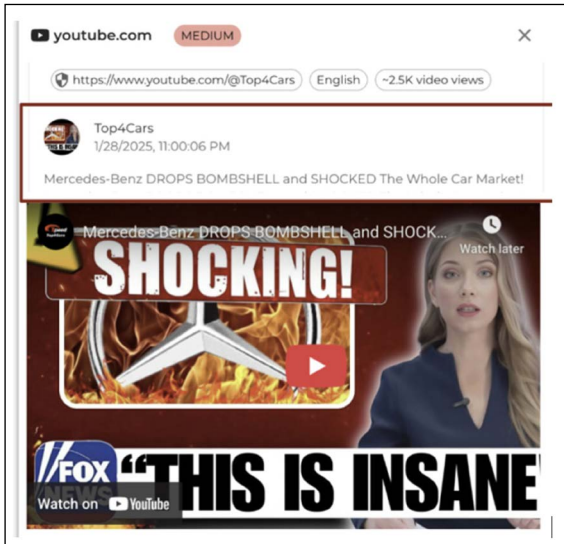 youtube.com MEDIUM
https://www.youtube.com/@Top4Cars English ~2.5K video views
Top4Cars
1/28/2025, 11:00:06 PM
Mercedes-Benz DROPS BOMBSHELL and SHOCKED The Whole Car Market!
Mercedes-Benz DROPS BOMBSHELL and SHOCK...
Watch later
SHOCKING!
FOX
NEWS
"THIS IS INSANE
Watch on YouTube